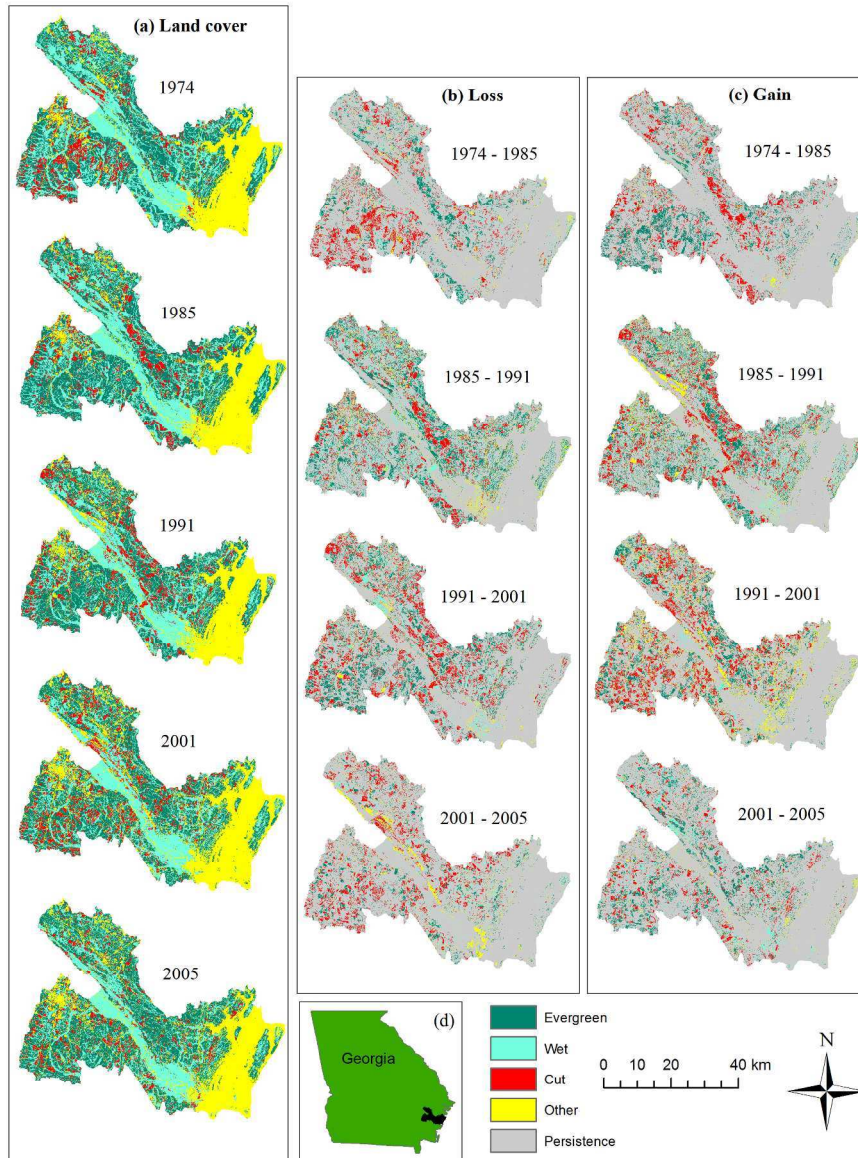 (a) Land cover
1974
1985
1991
2001
2005
(b) Loss
1974 - 1985
1985 - 1991
1991 - 2001
2001 - 2005
(c) Gain
1974 - 1985
1985 - 1991
1991 - 2001
2001 - 2005
(d)
Georgia
Evergreen
Wet
Cut
Other
Persistence
0 10 20 40 km
N